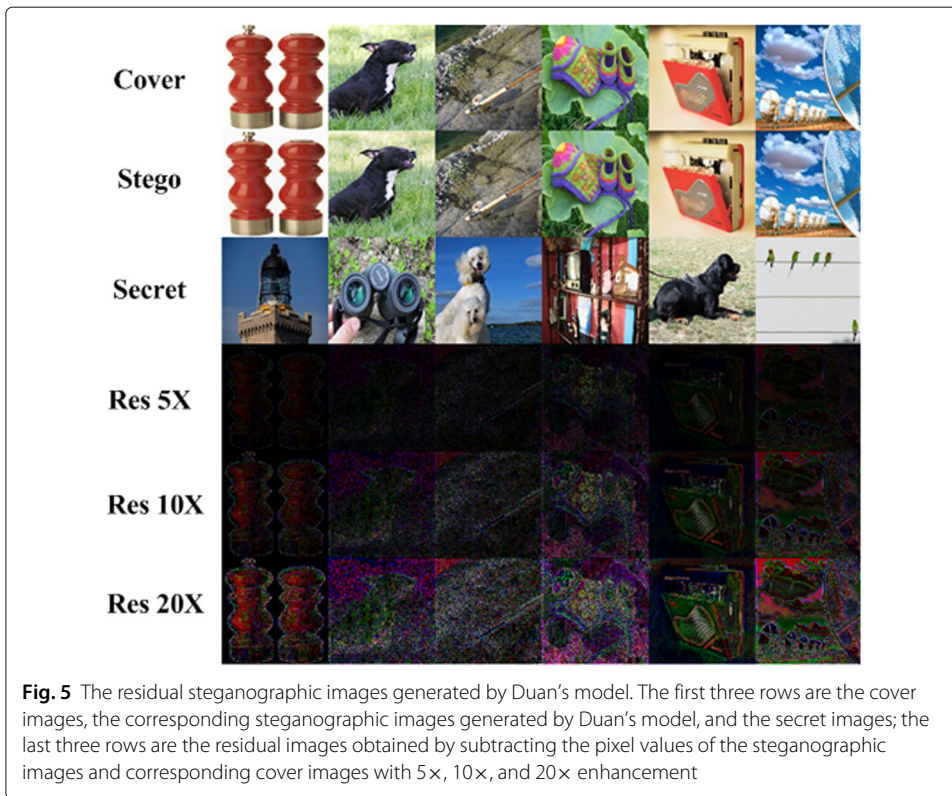 Cover
Stego
Secret
Res 5X
Res 10X
Res 20X
Fig. 5 The residual steganographic images generated by Duan's model. The first three rows are the cover
images, the corresponding steganographic images generated by Duan's model, and the secret images; the
last three rows are the residual images obtained by subtracting the pixel values of the steganographic
images and corresponding cover images with 5×, 10×, and 20× enhancement